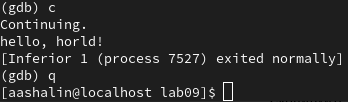 (gdb) c
Continuing.
hello, horld!
[Inferior 1 (process 7527) exited normally]
(gdb) q
[aashalin@localhost lab09]$